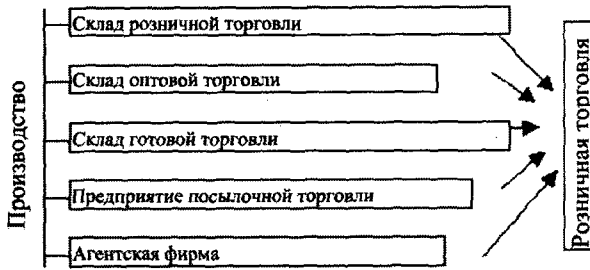 Производство
Склад розничной торговли
Склад оптовой торговли
Склад готовой торговли
Предприятие посылочной торговли
Агентская фирма
Розничная торговля